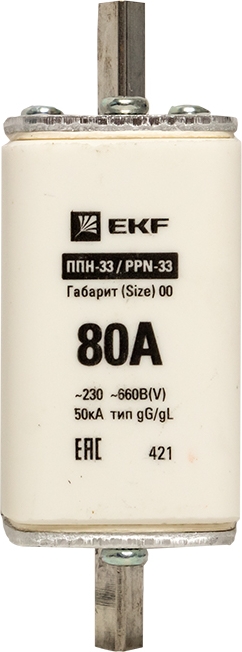 EKF
ППН-33 / PPN-33
Габарит (Size) 00
80A
~230 ~660В(V)
50кА тип gG/gL
EAC 421